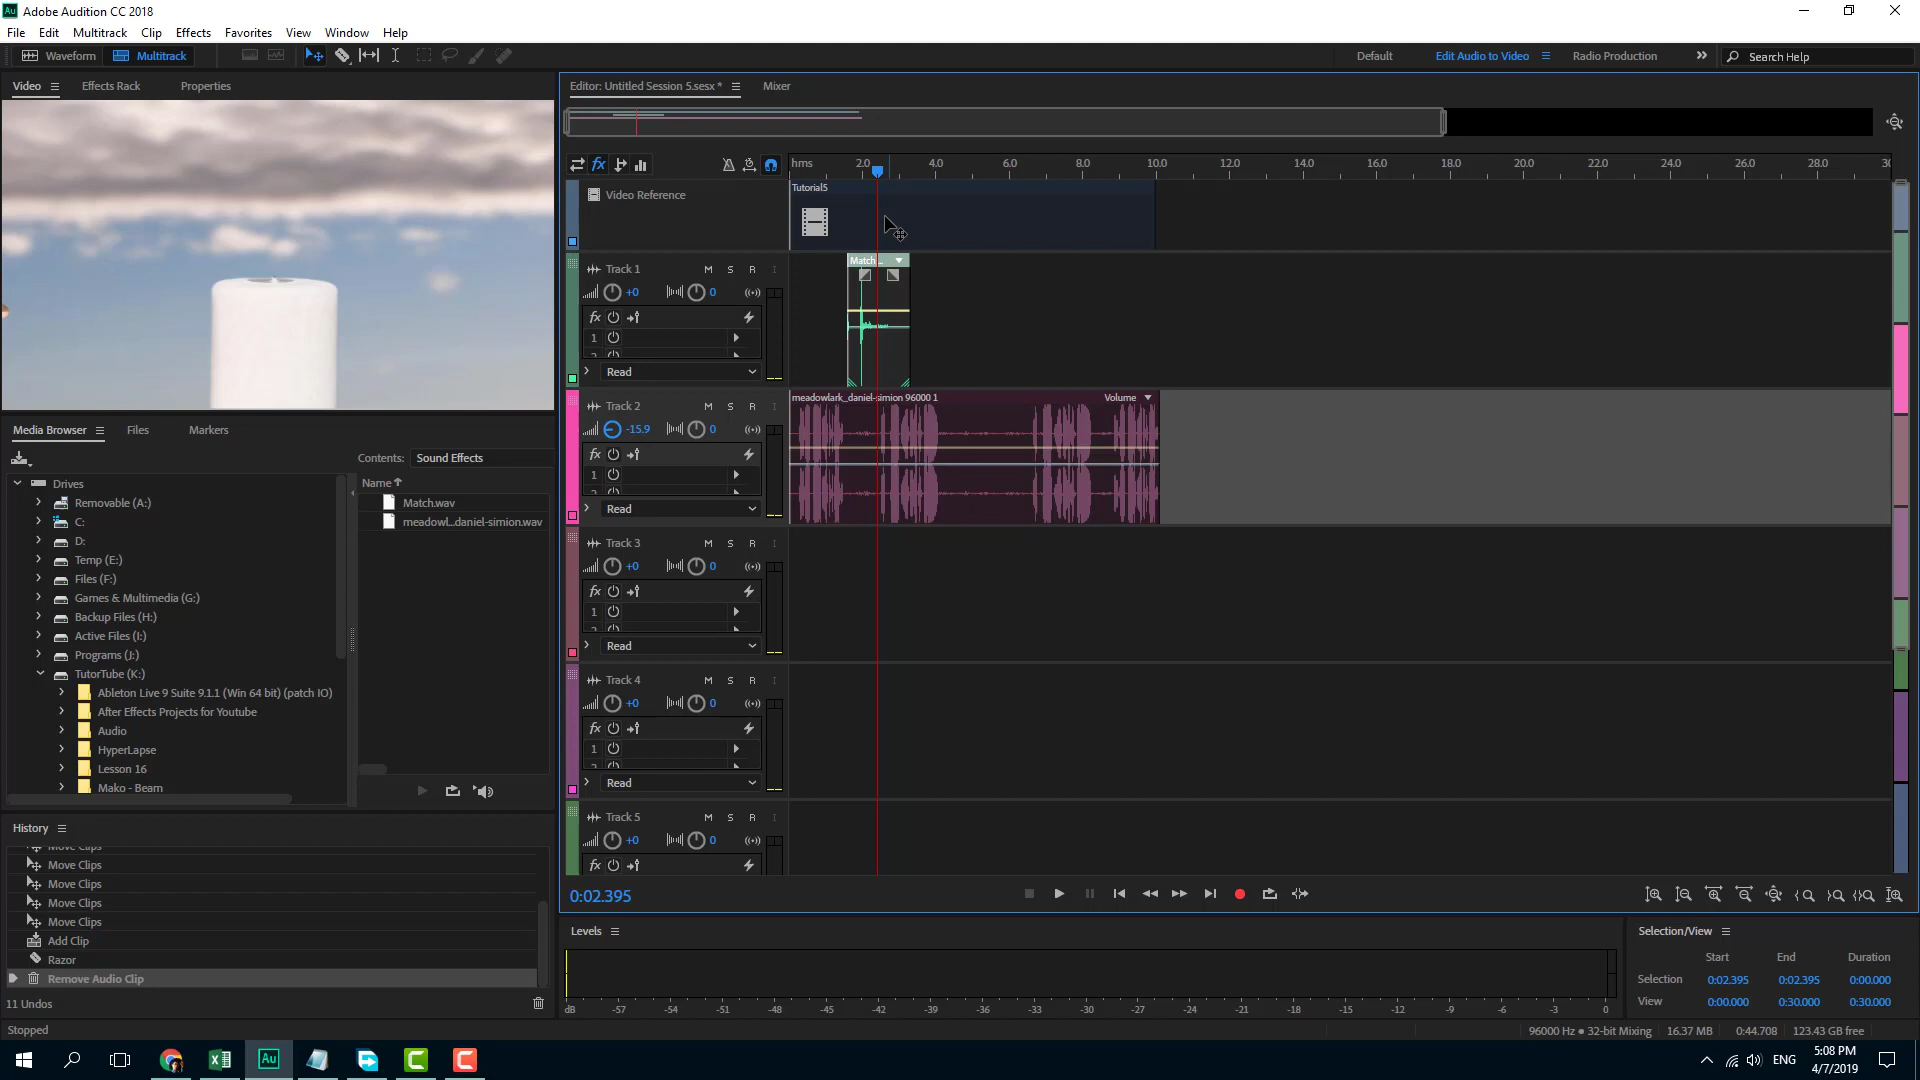 Au Adobe Audition CC 2018
File Edit Multitrack Clip Effects Favorites View Window Help
Waveform Multitrack Default Edit Audio to Video Radio Production Search Help
Video Effects Rack Properties
Editor: Untitled Session 5.sesx * Mixer
hms 2.0 4.0 6.0 8.0 10.0 12.0 14.0 16.0 18.0 20.0 22.0 24.0 26.0 28.0 30
Video Reference
Tutorial5
Track 1 M S R I
+0 0
Match...
fx
1
Read
Track 2 M S R I
-15.9 0
meadowlark_daniel-simion 96000 1 Volume
fx
1
Read
Track 3 M S R I
+0 0
fx
1
Read
Track 4 M S R I
+0 0
fx
1
Read
Track 5 M S R I
+0 0
fx
Media Browser Files Markers
Contents: Sound Effects
Name
Match.wav
meadowl...daniel-simion.wav
Drives
Removable (A:)
C:
D:
Temp (E:)
Files (F:)
Games & Multimedia (G:)
Backup Files (H:)
Active Files (I:)
Programs (J:)
TutorTube (K:)
Ableton Live 9 Suite 9.1.1 (Win 64 bit) (patch IO)
After Effects Projects for Youtube
Audio
HyperLapse
Lesson 16
Mako - Beam
History
Move Clips
Move Clips
Move Clips
Move Clips
Move Clips
Add Clip
Razor
Remove Audio Clip
11 Undos
Stopped
0:02.395
Levels
dB -57 -54 -51 -48 -45 -42 -39 -36 -33 -30 -27 -24 -21 -18 -15 -12 -9 -6 -3 0
Selection/View
Start End Duration
Selection 0:02.395 0:02.395 0:00.000
View 0:00.000 0:30.000 0:30.000
96000 Hz • 32-bit Mixing 16.37 MB 0:44.708 123.43 GB free
Au
ENG
5:08 PM
4/7/2019